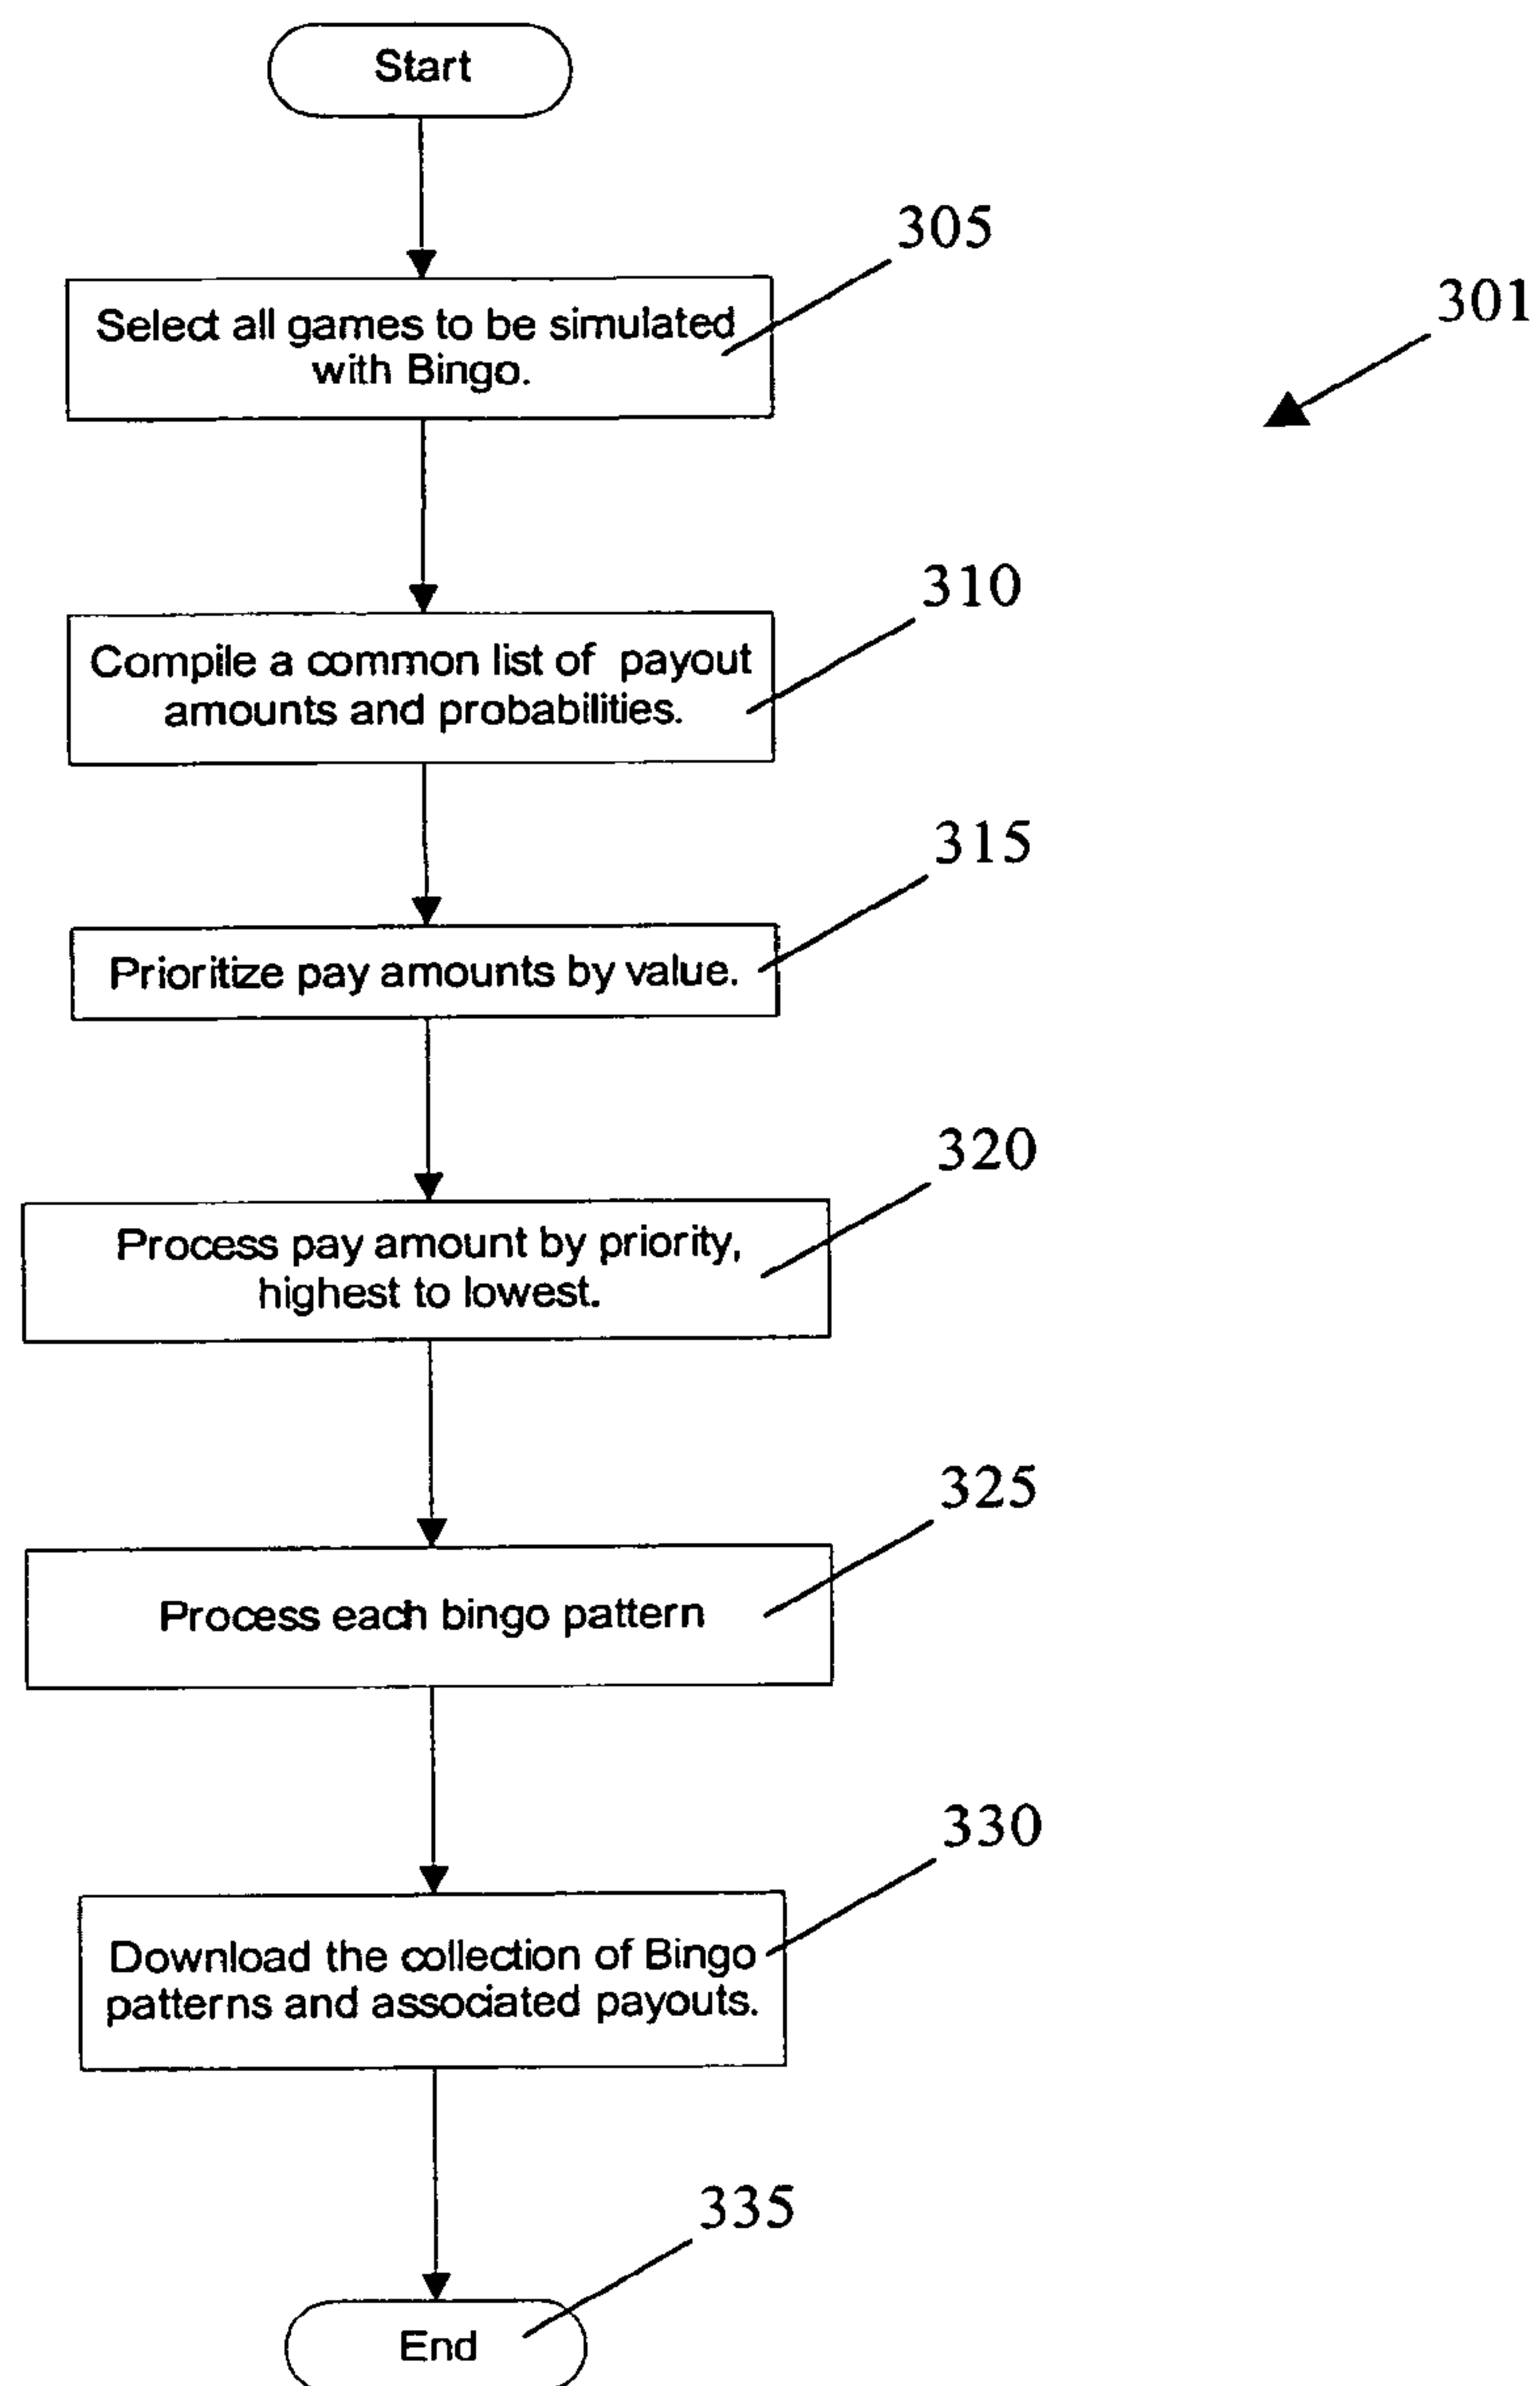 Start
305
301
Select all games to be simulated
with Bingo.
310
Compile a common list of payout
amounts and probabilities.
315
Prioritize pay amounts by value.
320
Process pay amount by priority,
highest to lowest.
325
Process each bingo pattern
330
Download the collection of Bingo
patterns and associated payouts.
335
End